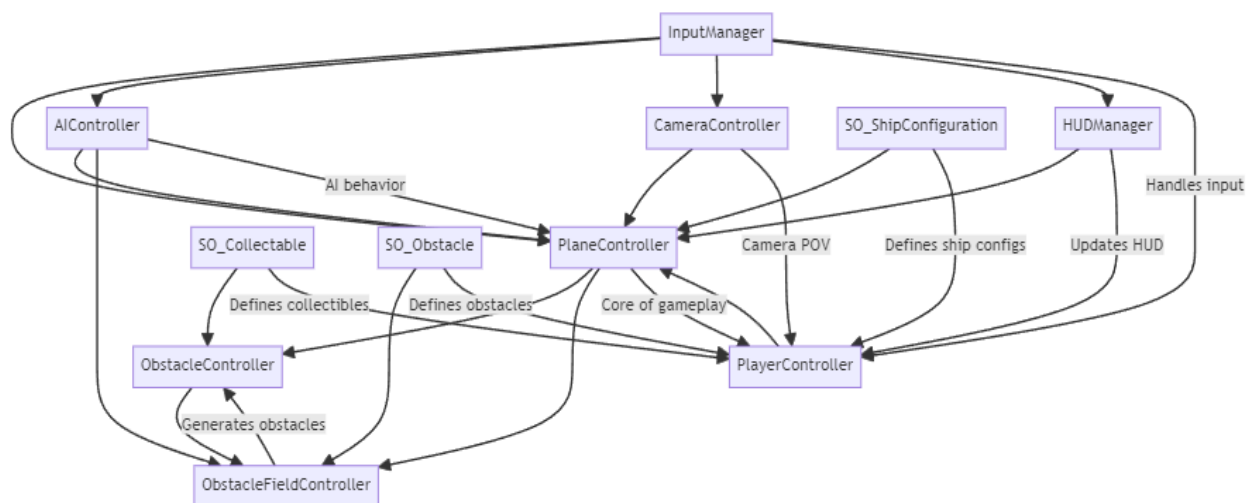 InputManager
AIController
CameraController
SO_ShipConfiguration
HUDManager
AI behavior
Handles input
SO_Collectable
SO_Obstacle
PlaneController
Camera POV
Defines ship configs
Updates HUD
Defines collectibles
Defines obstacles
Core of gameplay
ObstacleController
PlayerController
Generates obstacles
ObstacleFieldController